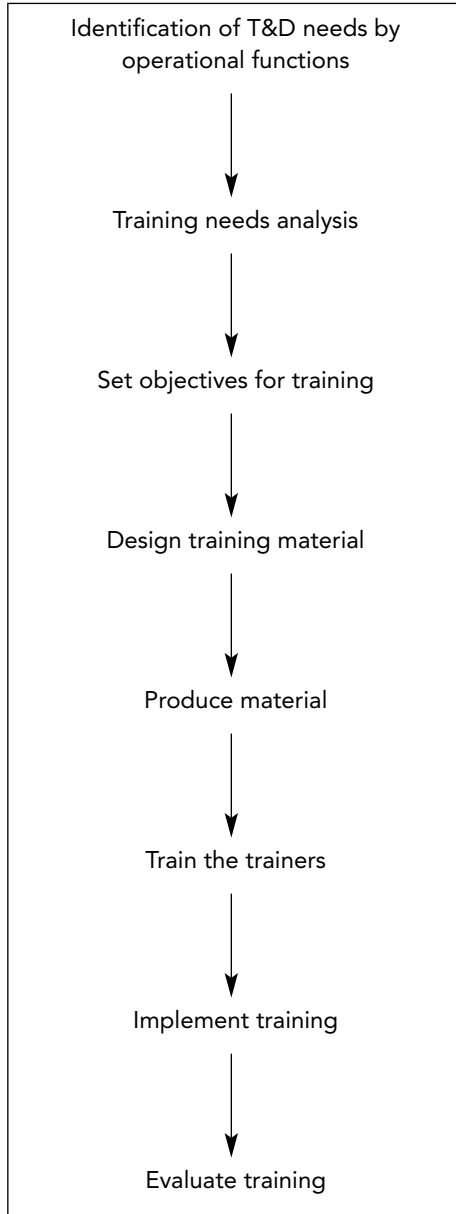 Identification of T&D needs by
operational functions
Training needs analysis
Set objectives for training
Design training material
Produce material
Train the trainers
Implement training
Evaluate training